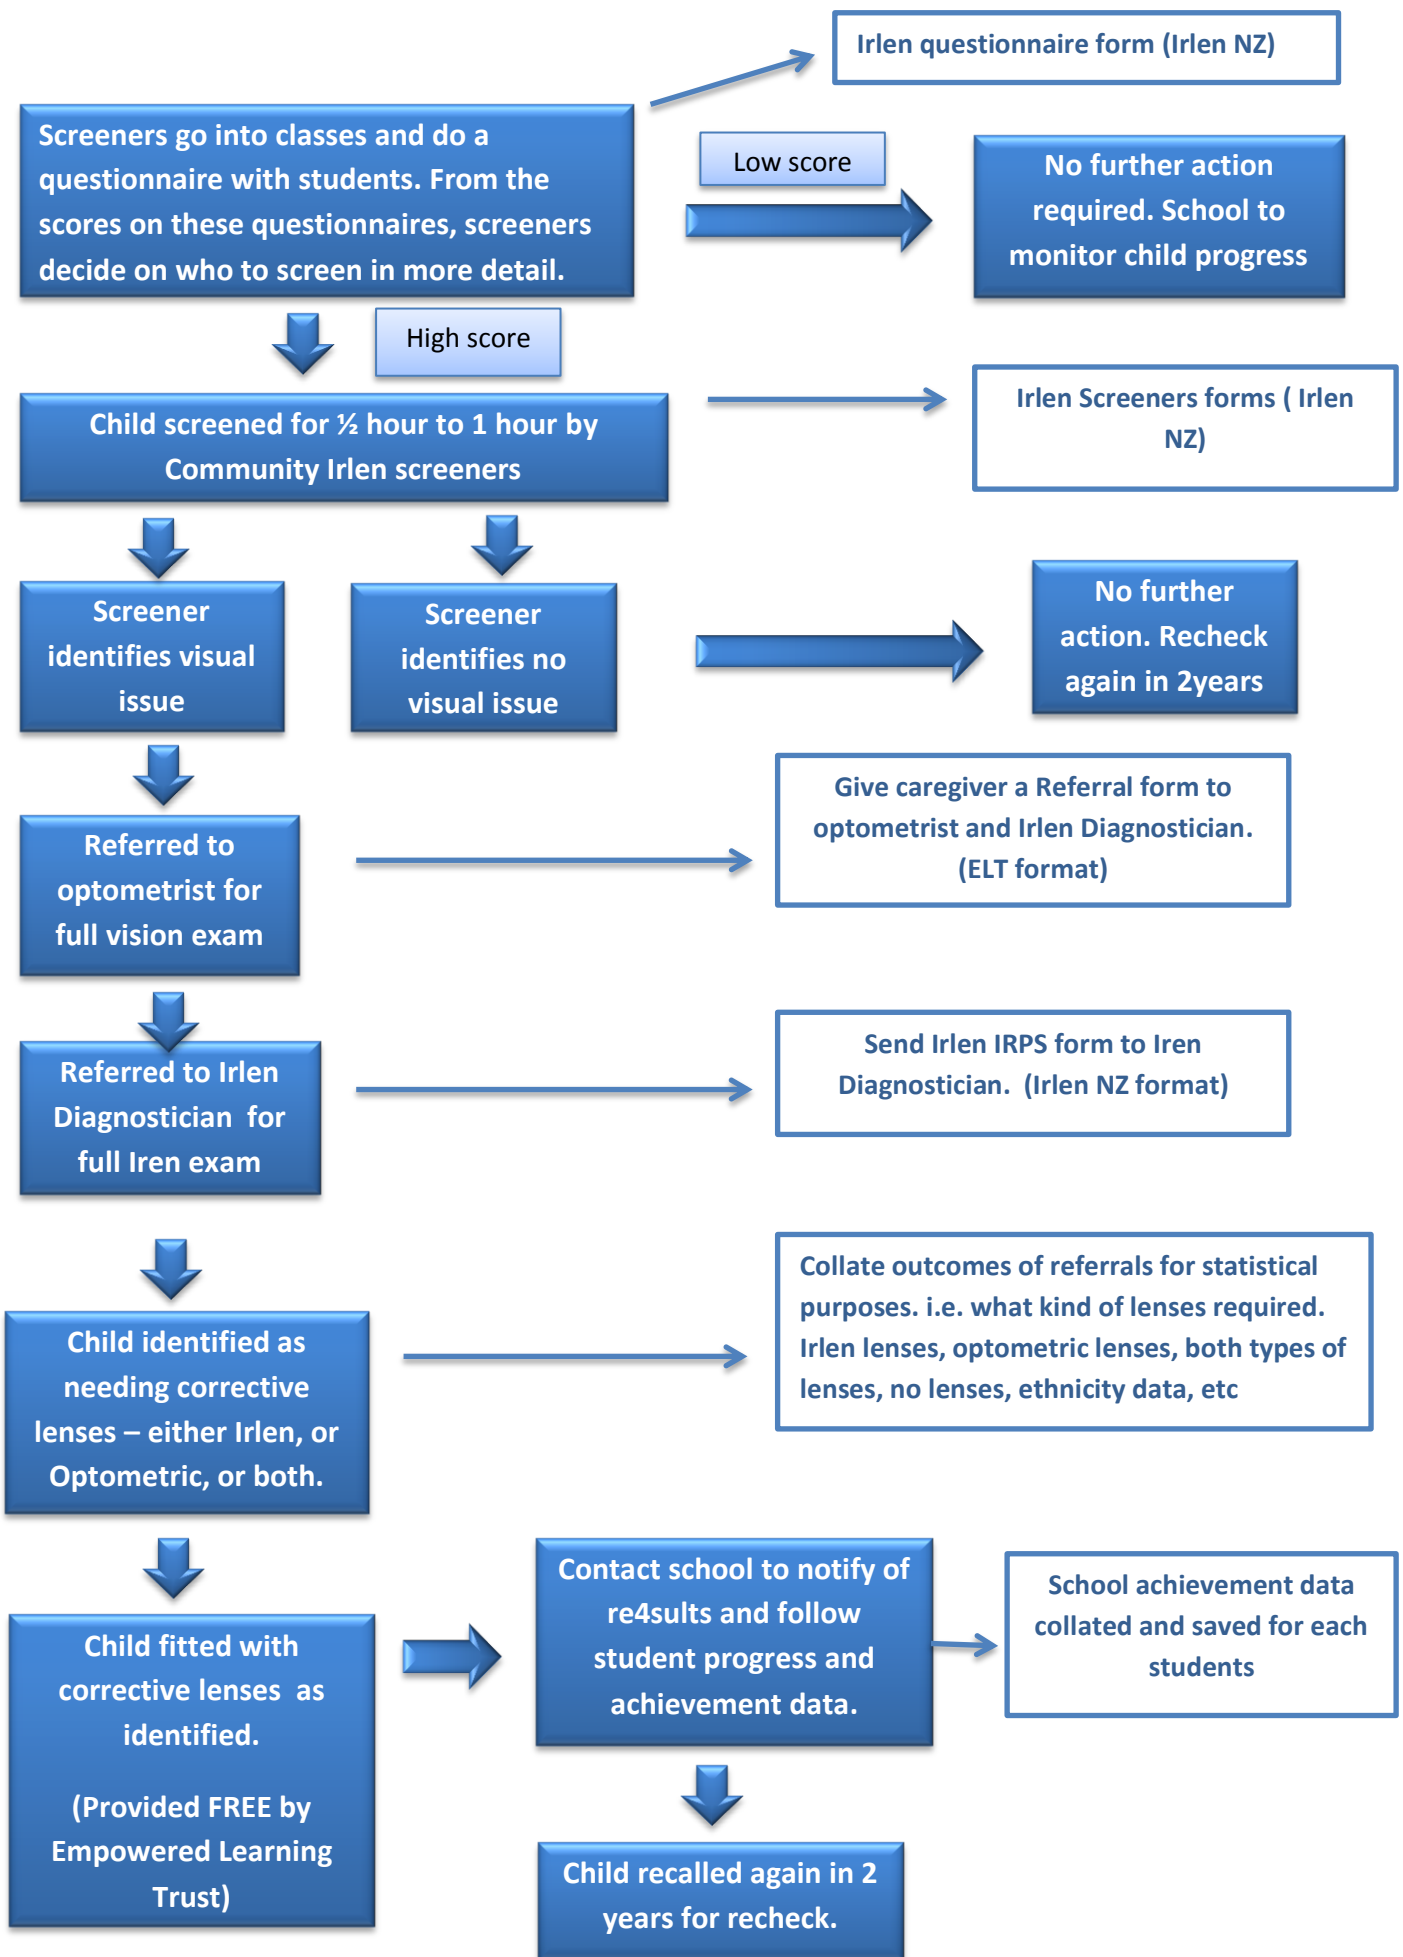 Irlen questionnaire form (Irlen NZ)
Screeners go into classes and do a
questionnaire with students. From the
scores on these questionnaires, screeners
decide on who to screen in more detail.
Low score
No further action
required. School to
monitor child progress
High score
Child screened for ½ hour to 1 hour by
Community Irlen screeners
Irlen Screeners forms ( Irlen
NZ)
Screener
identifies visual
issue
Screener
identifies no
visual issue
No further
action. Recheck
again in 2years
Referred to
optometrist for
full vision exam
Give caregiver a Referral form to
optometrist and Irlen Diagnostician.
(ELT format)
Referred to Irlen
Diagnostician  for
full Iren exam
Send Irlen IRPS form to Iren
Diagnostician.  (Irlen NZ format)
Child identified as
needing corrective
lenses – either Irlen, or
Optometric, or both.
Collate outcomes of referrals for statistical
purposes. i.e. what kind of lenses required.
Irlen lenses, optometric lenses, both types of
lenses, no lenses, ethnicity data, etc
Child fitted with
corrective lenses  as
identified.
(Provided FREE by
Empowered Learning
Trust)
Contact school to notify of
re4sults and follow
student progress and
achievement data.
School achievement data
collated and saved for each
students
Child recalled again in 2
years for recheck.